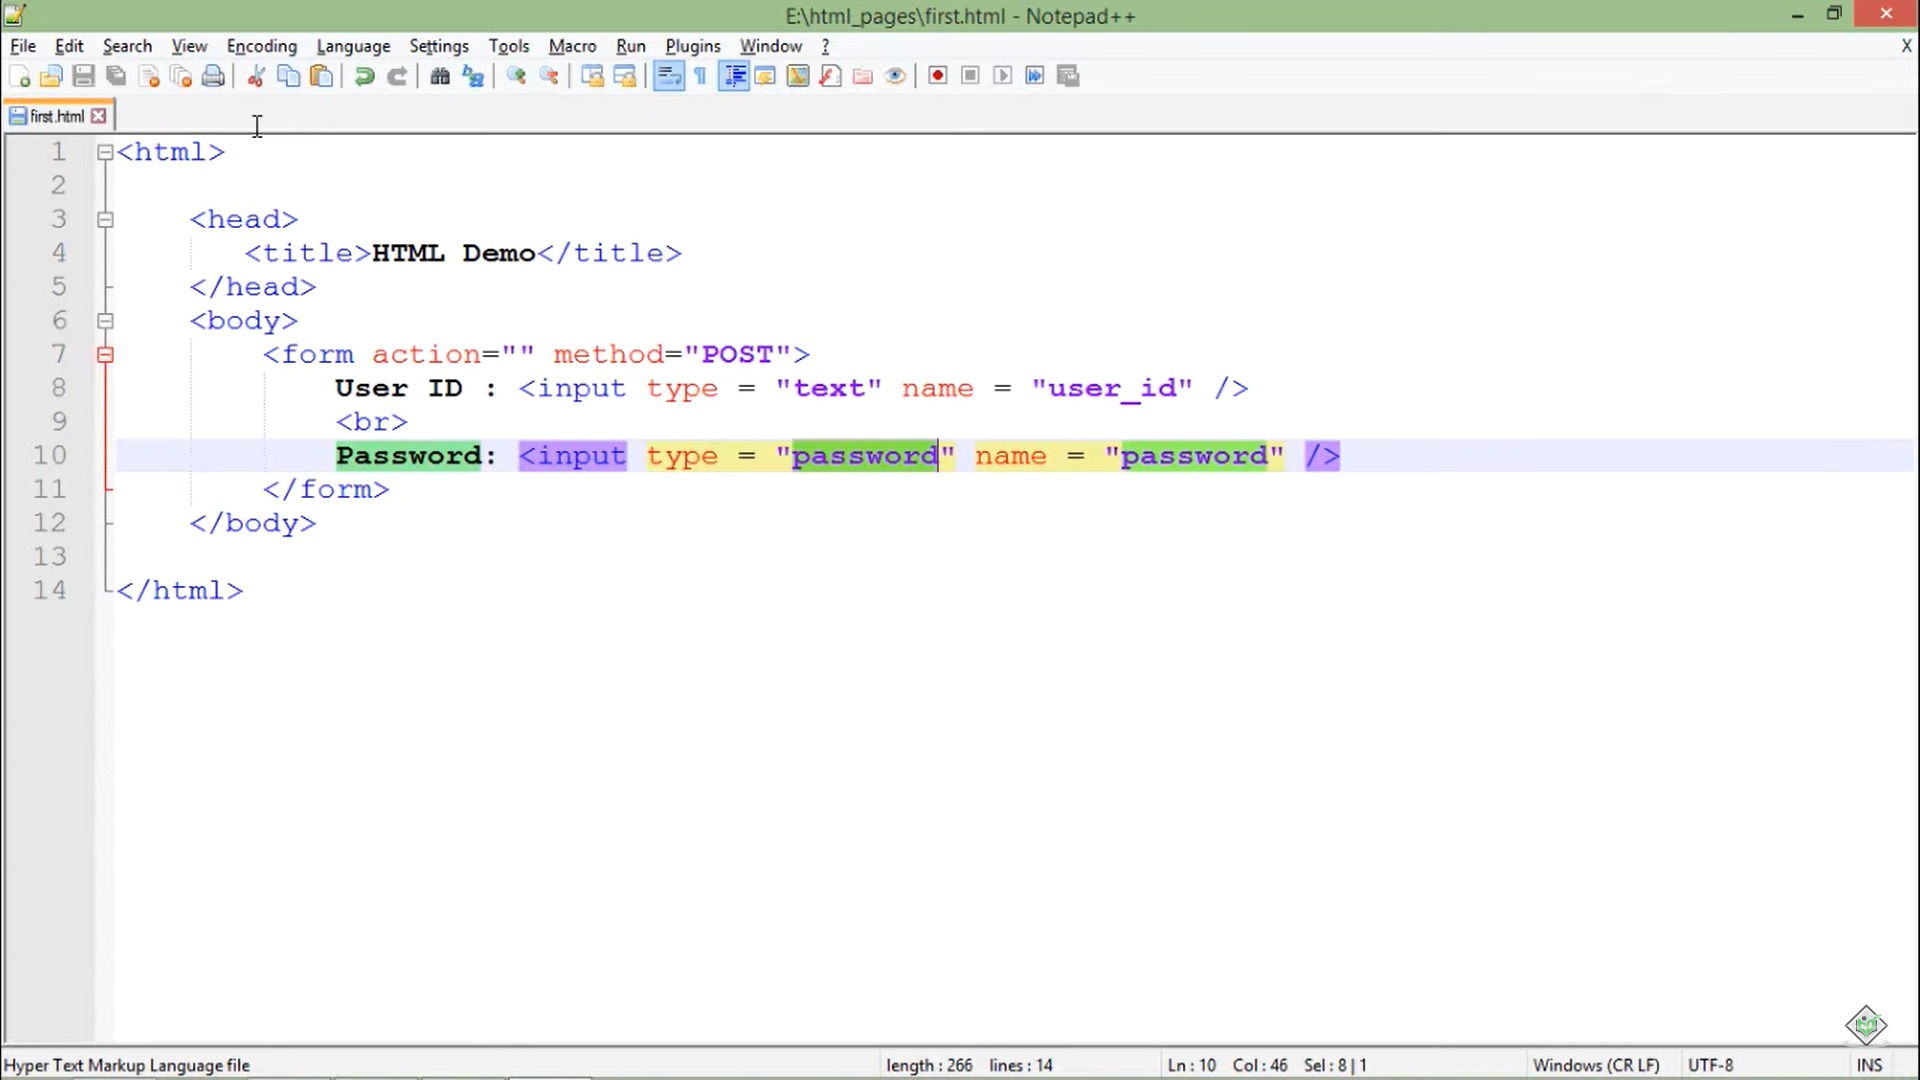 E:\html_pages\first.html - Notepad++
File Edit Search View Encoding Language Settings Tools Macro Run Plugins Window ? X
first.html
1 <html>
2
3 <head>
4 <title>HTML Demo</title>
5 </head>
6 <body>
7 <form action="" method="POST">
8 User ID : <input type = "text" name = "user_id" />
9 <br>
10 Password: <input type = "password" name = "password" />
11 </form>
12 </body>
13
14 </html>
Hyper Text Markup Language file length : 266 lines : 14 Ln : 10 Col : 46 Sel : 8 | 1 Windows (CR LF) UTF-8 INS